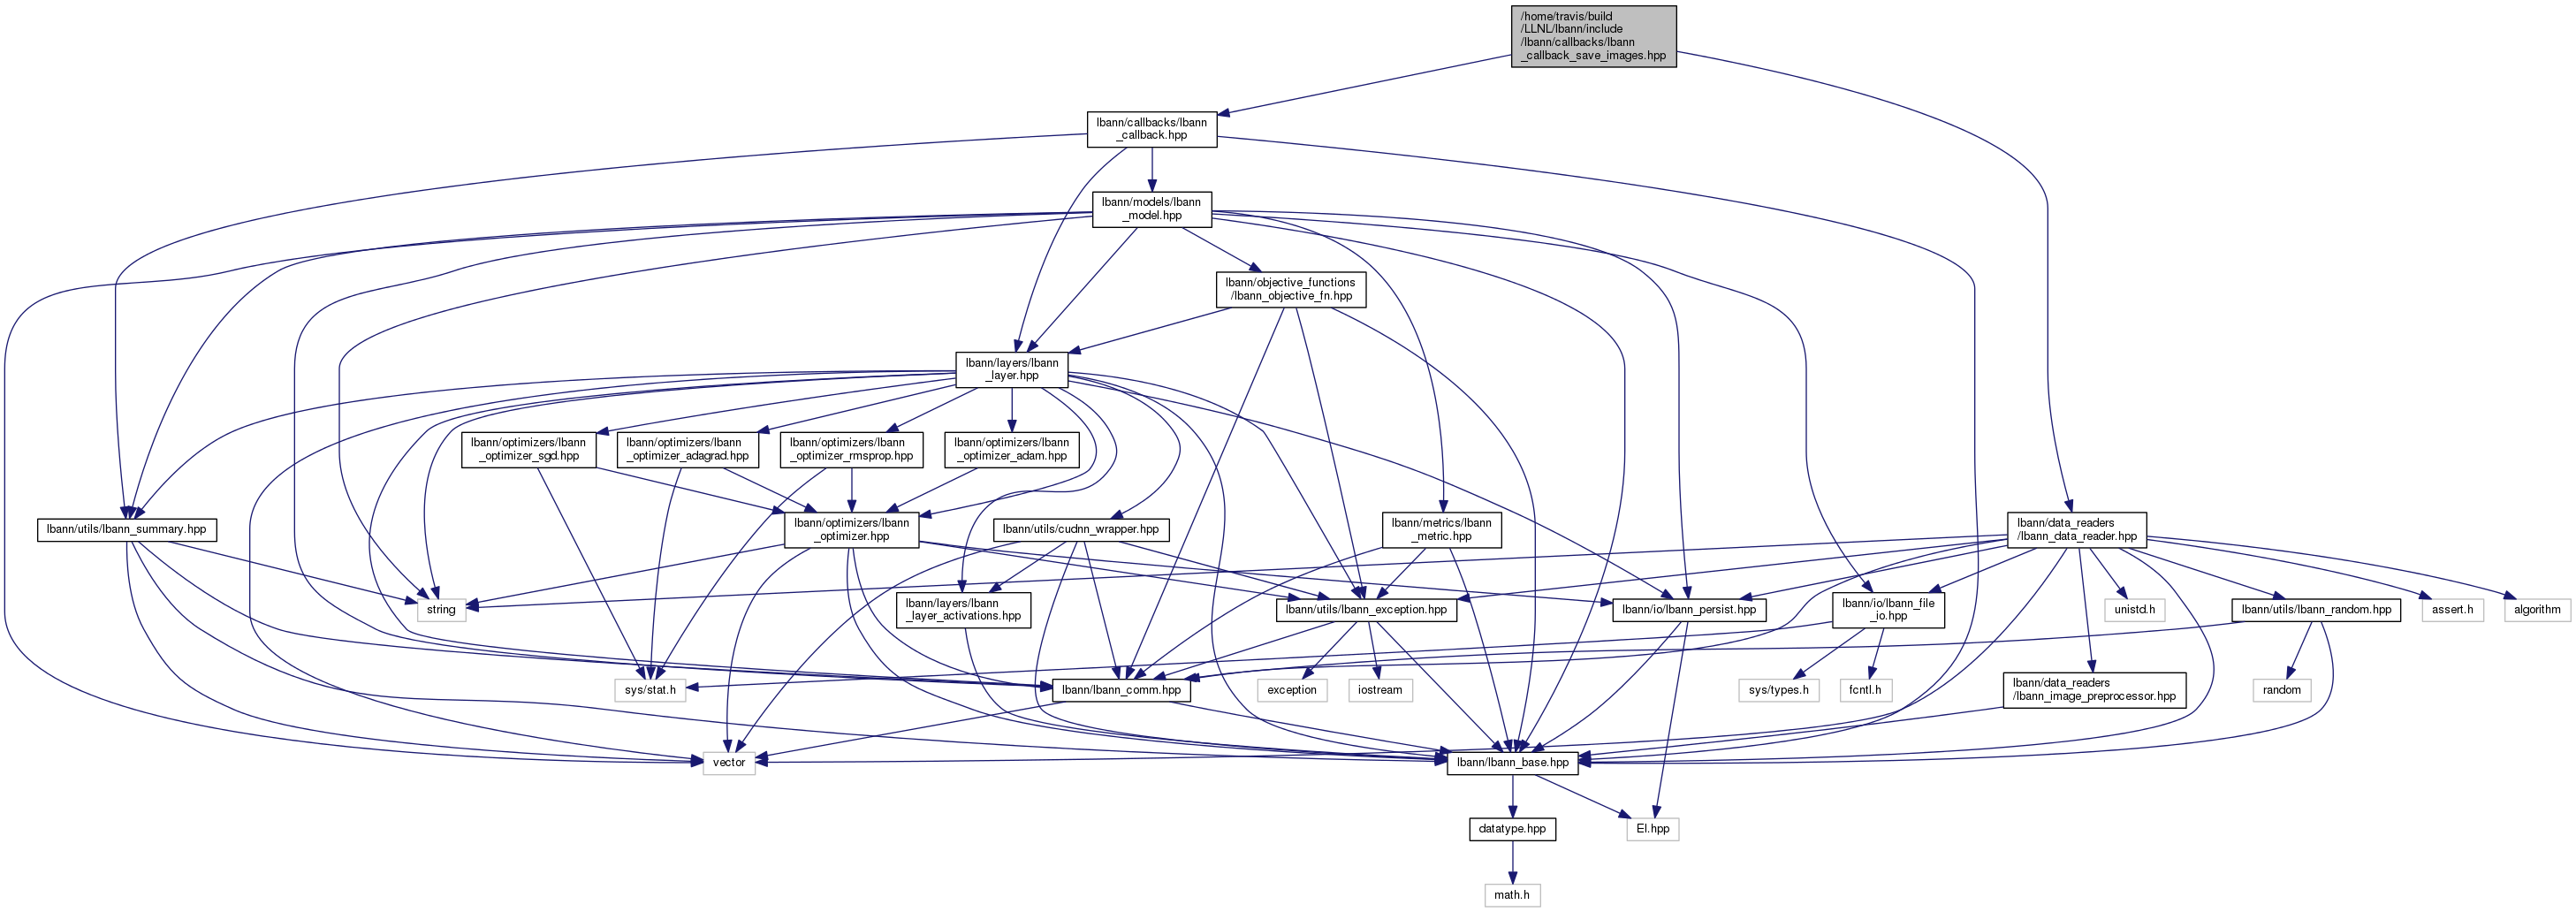 /home/travis/build
/LLNL/lbann/include
/lbann/callbacks/lbann
_callback_save_images.hpp
lbann/callbacks/lbann
_callback.hpp
lbann/models/lbann
_model.hpp
lbann/objective_functions
/lbann_objective_fn.hpp
lbann/layers/lbann
_layer.hpp
lbann/optimizers/lbann
_optimizer_sgd.hpp
lbann/optimizers/lbann
_optimizer_adagrad.hpp
lbann/optimizers/lbann
_optimizer_rmsprop.hpp
lbann/optimizers/lbann
_optimizer_adam.hpp
lbann/utils/lbann_summary.hpp
lbann/optimizers/lbann
_optimizer.hpp
lbann/utils/cudnn_wrapper.hpp
lbann/metrics/lbann
_metric.hpp
lbann/data_readers
/lbann_data_reader.hpp
string
lbann/layers/lbann
_layer_activations.hpp
lbann/utils/lbann_exception.hpp
lbann/io/lbann_persist.hpp
lbann/io/lbann_file
_io.hpp
unistd.h
lbann/utils/lbann_random.hpp
assert.h
algorithm
sys/stat.h
lbann/lbann_comm.hpp
exception
iostream
sys/types.h
fcntl.h
lbann/data_readers
/lbann_image_preprocessor.hpp
random
vector
lbann/lbann_base.hpp
datatype.hpp
El.hpp
math.h